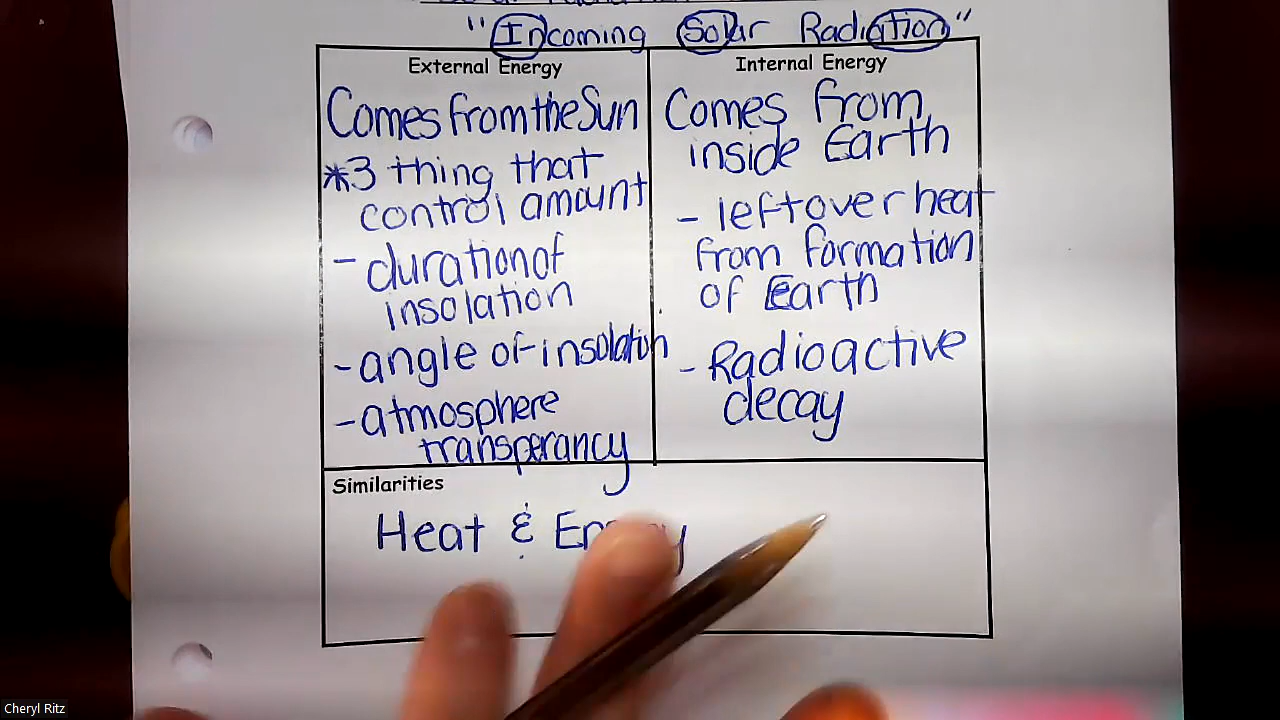 "Incoming Solar Radiation"
External Energy
Comes from the Sun
*3 thing that
control amount
- duration of
insolation
- angle of insolation
- atmosphere
transperancy
Internal Energy
Comes from
inside Earth
- leftover heat
from formation
of Earth
- Radioactive
decay
Similarities
Heat &
Cheryl Ritz